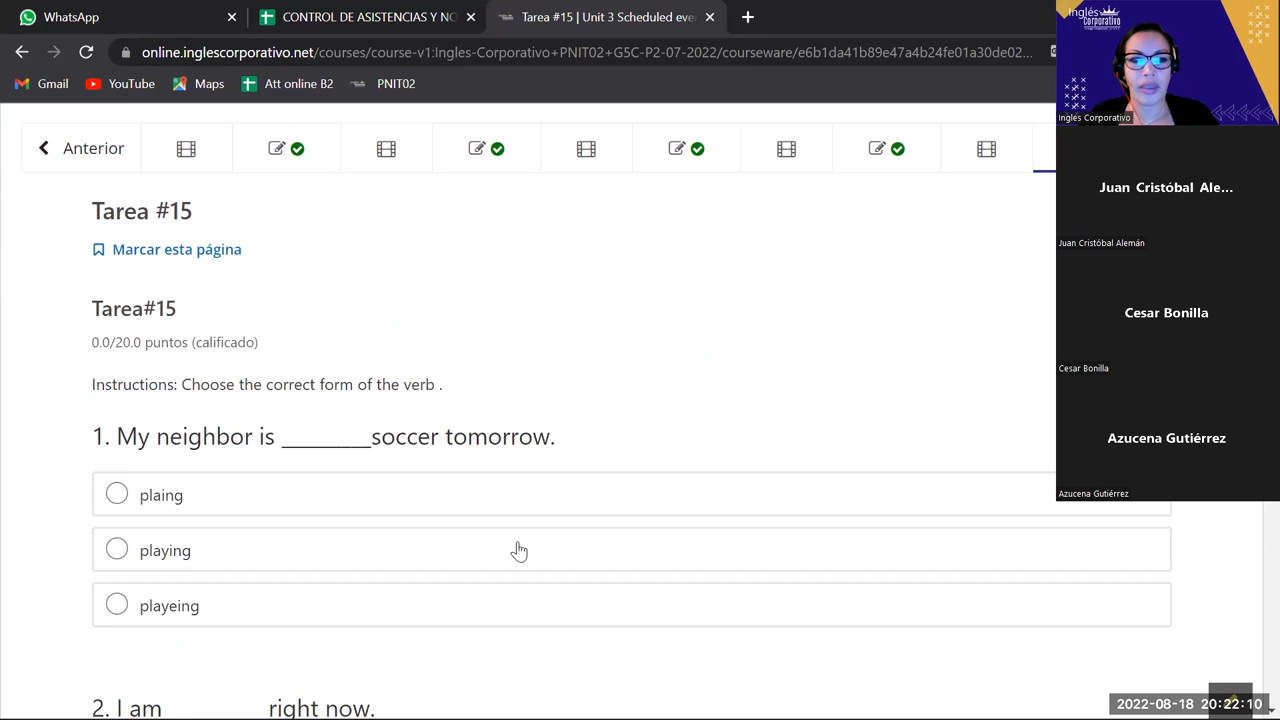 WhatsApp
CONTROL DE ASISTENCIAS Y NO
Tarea #15 | Unit 3 Scheduled eve
online.inglescorporativo.net/courses/course-v1:Ingles-Corporativo+PNIT02+G5C-P2-07-2022/courseware/
Gmail
YouTube
Maps
Att online B2
PNIT02
Anterior
Tarea #15
Marcar esta página
Tarea#15
0.0/20.0 puntos (calificado)
Instructions: Choose the correct form of the verb .
1. My neighbor is ________soccer tomorrow.
plaing
playing
playeing
2. I am ________ right now.
Inglés
Corporativo
Inglés Corporativo
Juan Cristóbal Ale...
Juan Cristóbal Alemán
Cesar Bonilla
Cesar Bonilla
Azucena Gutiérrez
Azucena Gutiérrez
2022-08-18 20:22:10